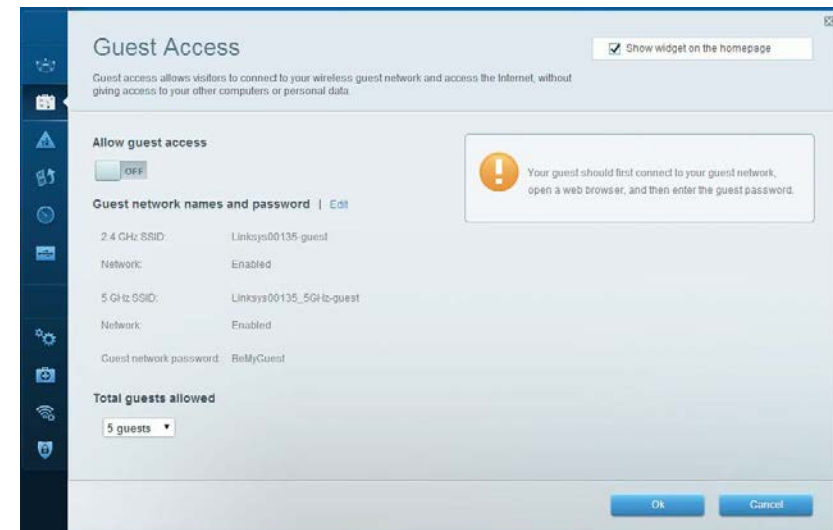 Guest Access
Show widget on the homepage
Guest access allows visitors to connect to your wireless guest network and access the Internet, without
giving access to your other computers or personal data.
Allow guest access
OFF
Your guest should first connect to your guest network,
open a web browser, and then enter the guest password.
Guest network names and password | Edit
2.4 GHz SSID: Linksys00135-guest
Network: Enabled
5 GHz SSID: Linksys00135_5GHz-guest
Network: Enabled
Guest network password: BeMyGuest
Total guests allowed
5 guests
Ok Cancel